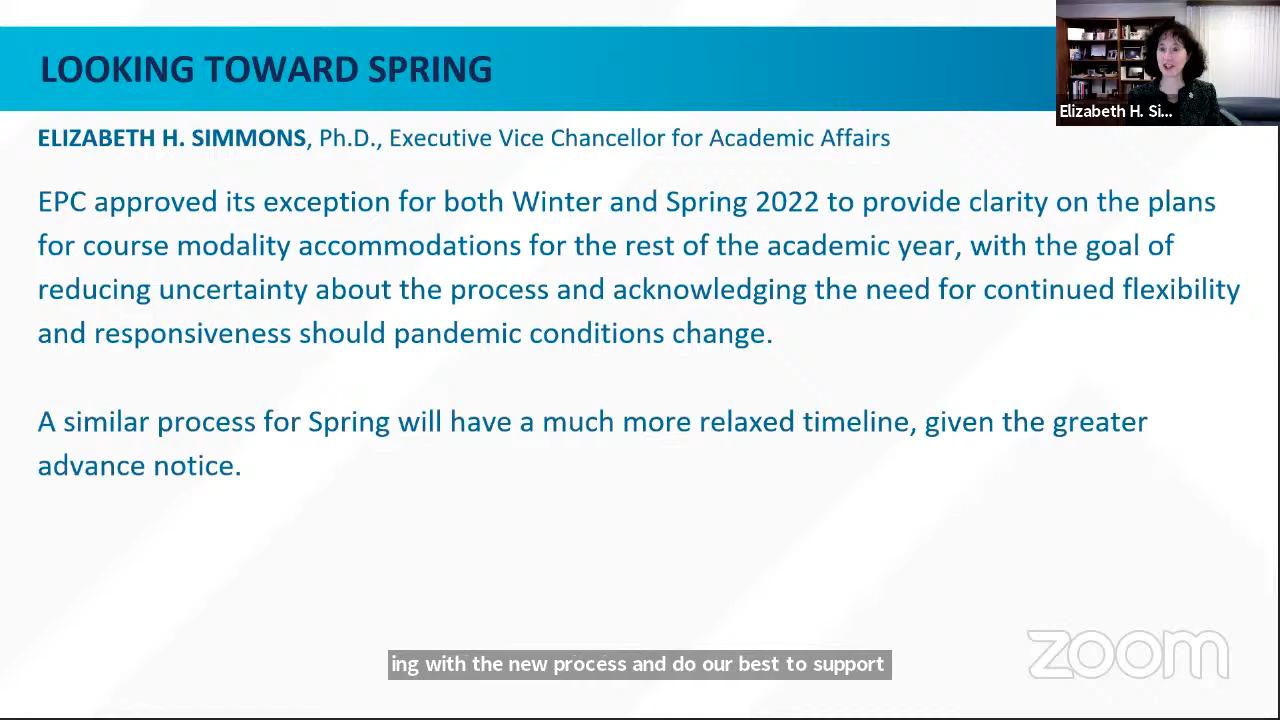 LOOKING TOWARD SPRING
Elizabeth H. Si...
ELIZABETH H. SIMMONS, Ph.D., Executive Vice Chancellor for Academic Affairs
EPC approved its exception for both Winter and Spring 2022 to provide clarity on the plans
for course modality accommodations for the rest of the academic year, with the goal of
reducing uncertainty about the process and acknowledging the need for continued flexibility
and responsiveness should pandemic conditions change.
A similar process for Spring will have a much more relaxed timeline, given the greater
advance notice.
zoom
ing with the new process and do our best to support